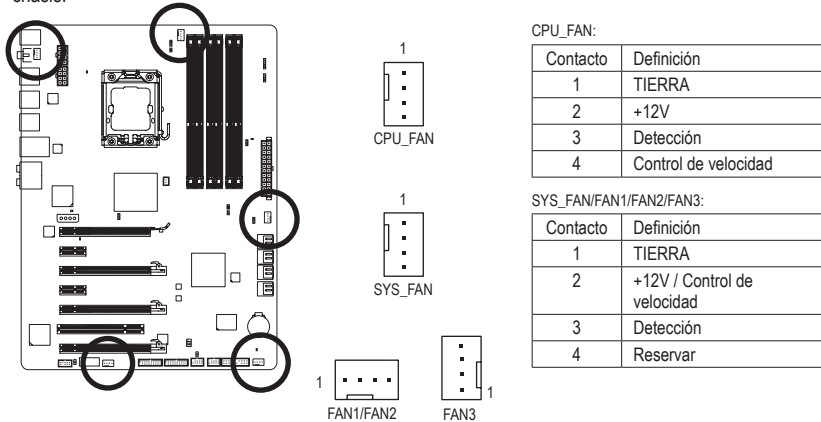 chasis.
1
CPU_FAN
1
SYS_FAN
1
FAN1/FAN2
1
FAN3
CPU_FAN:
Contacto Definición
1 TIERRA
2 +12V
3 Detección
4 Control de velocidad
SYS_FAN/FAN1/FAN2/FAN3:
Contacto Definición
1 TIERRA
2 +12V / Control de
velocidad
3 Detección
4 Reservar